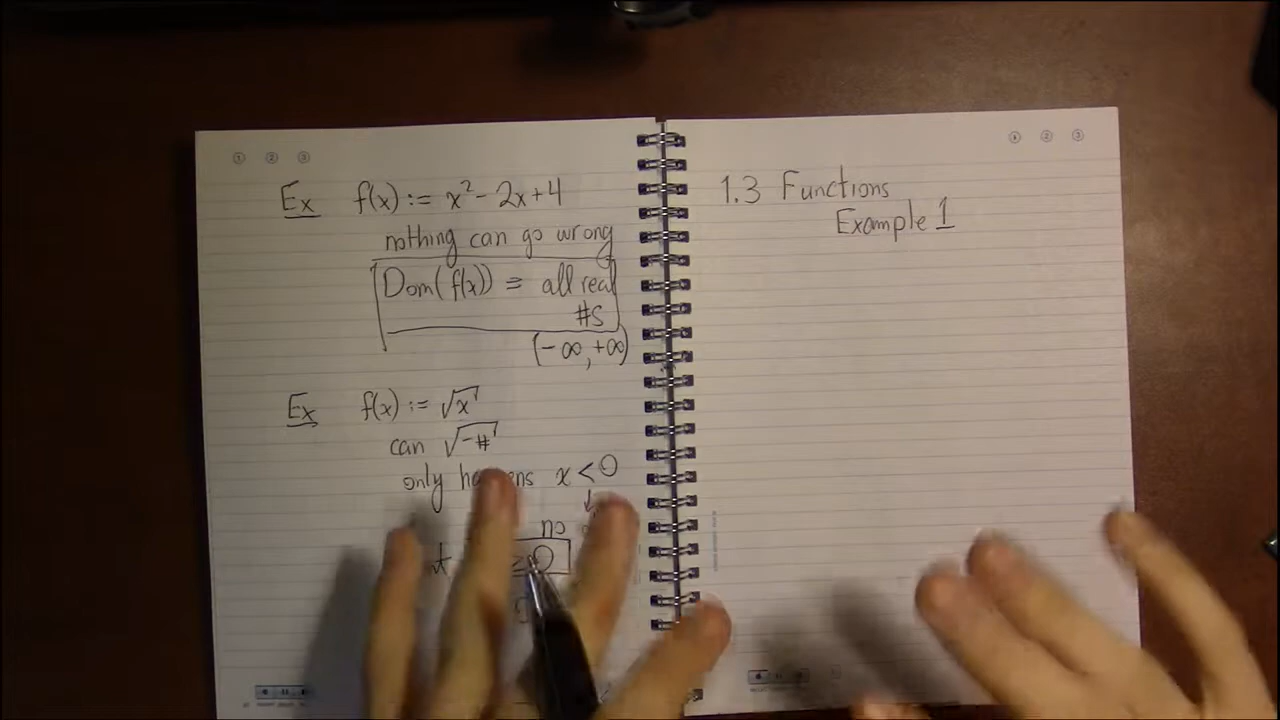 Ex f(x) := x² - 2x + 4
nothing can go wrong
Dom(f(x)) = all real
#s
(-∞, +∞)
Ex f(x) := √x
can √-#
only happens x < 0
no
≥ 0
1.3 Functions
Example 1